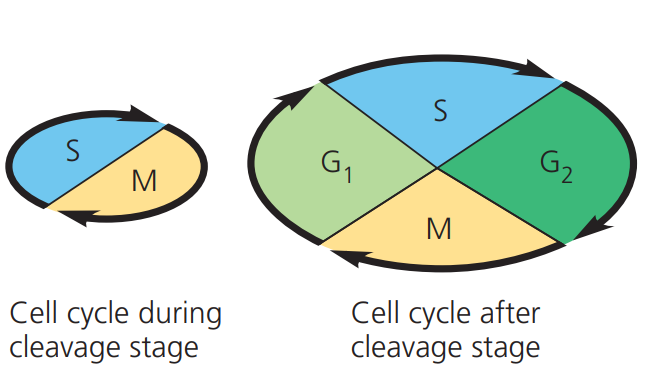 S
M
G1
S
G2
M
Cell cycle during
cleavage stage
Cell cycle after
cleavage stage